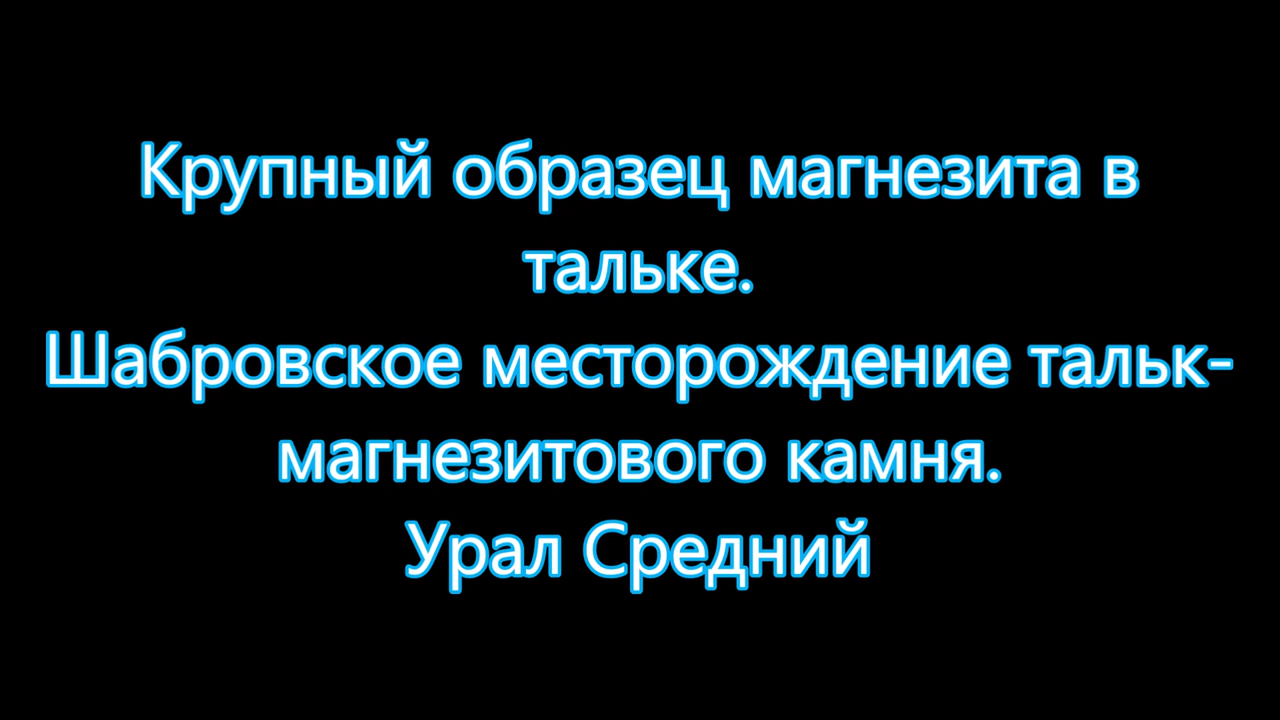 Крупный образец магнезита в
тальке.
Шабровское месторождение тальк-
магнезитового камня.
Урал Средний